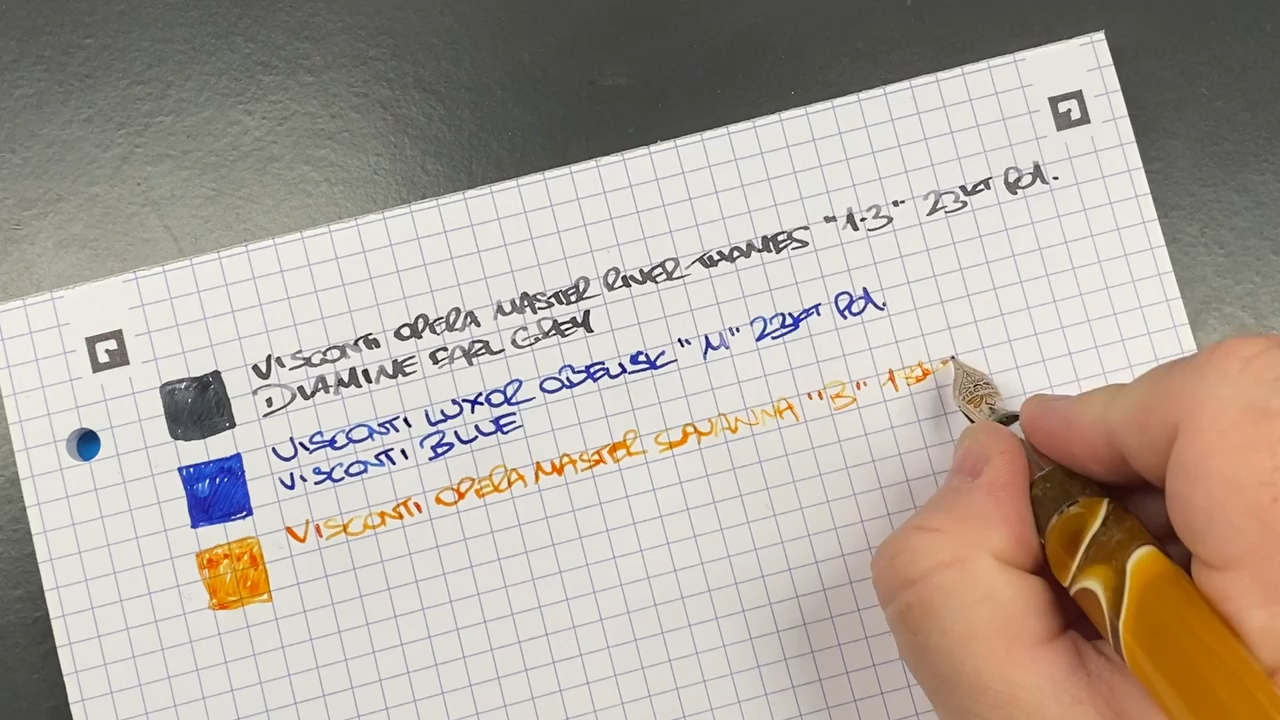 VISCONTI OPERA MASTER RIVER THAMES "1.3" 23KT Pd.
DIAMINE EARL GREY
VISCONTI LUXOR OBELISK "M" 23KT Pd.
VISCONTI BLUE
VISCONTI OPERA MASTER SAVANNA "B"